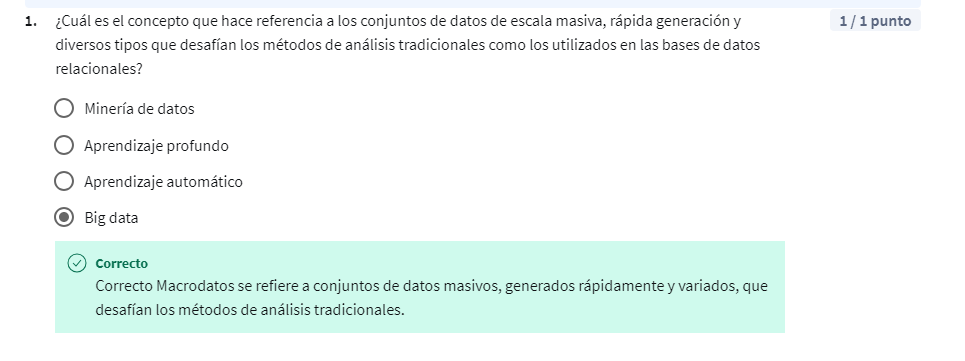 1. ¿Cuál es el concepto que hace referencia a los conjuntos de datos de escala masiva, rápida generación y
1 / 1 punto
diversos tipos que desafían los métodos de análisis tradicionales como los utilizados en las bases de datos
relacionales?
Minería de datos
Aprendizaje profundo
Aprendizaje automático
Big data
Correcto
Correcto Macrodatos se refiere a conjuntos de datos masivos, generados rápidamente y variados, que
desafían los métodos de análisis tradicionales.